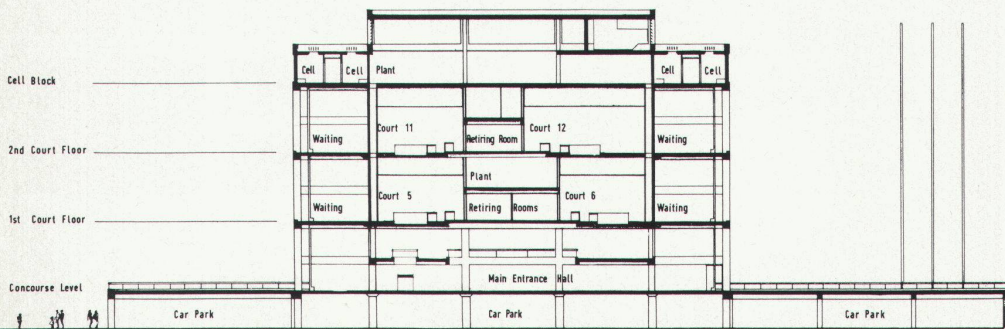 Cell Block
Cell Cell Plant Cell Cell
Court 11 Court 12
Waiting Retiring Room Waiting
2nd Court Floor
Plant
Court 5 Court 6
Waiting Retiring Rooms Waiting
1st Court Floor
Main Entrance Hall
Concourse Level
Car Park Car Park Car Park